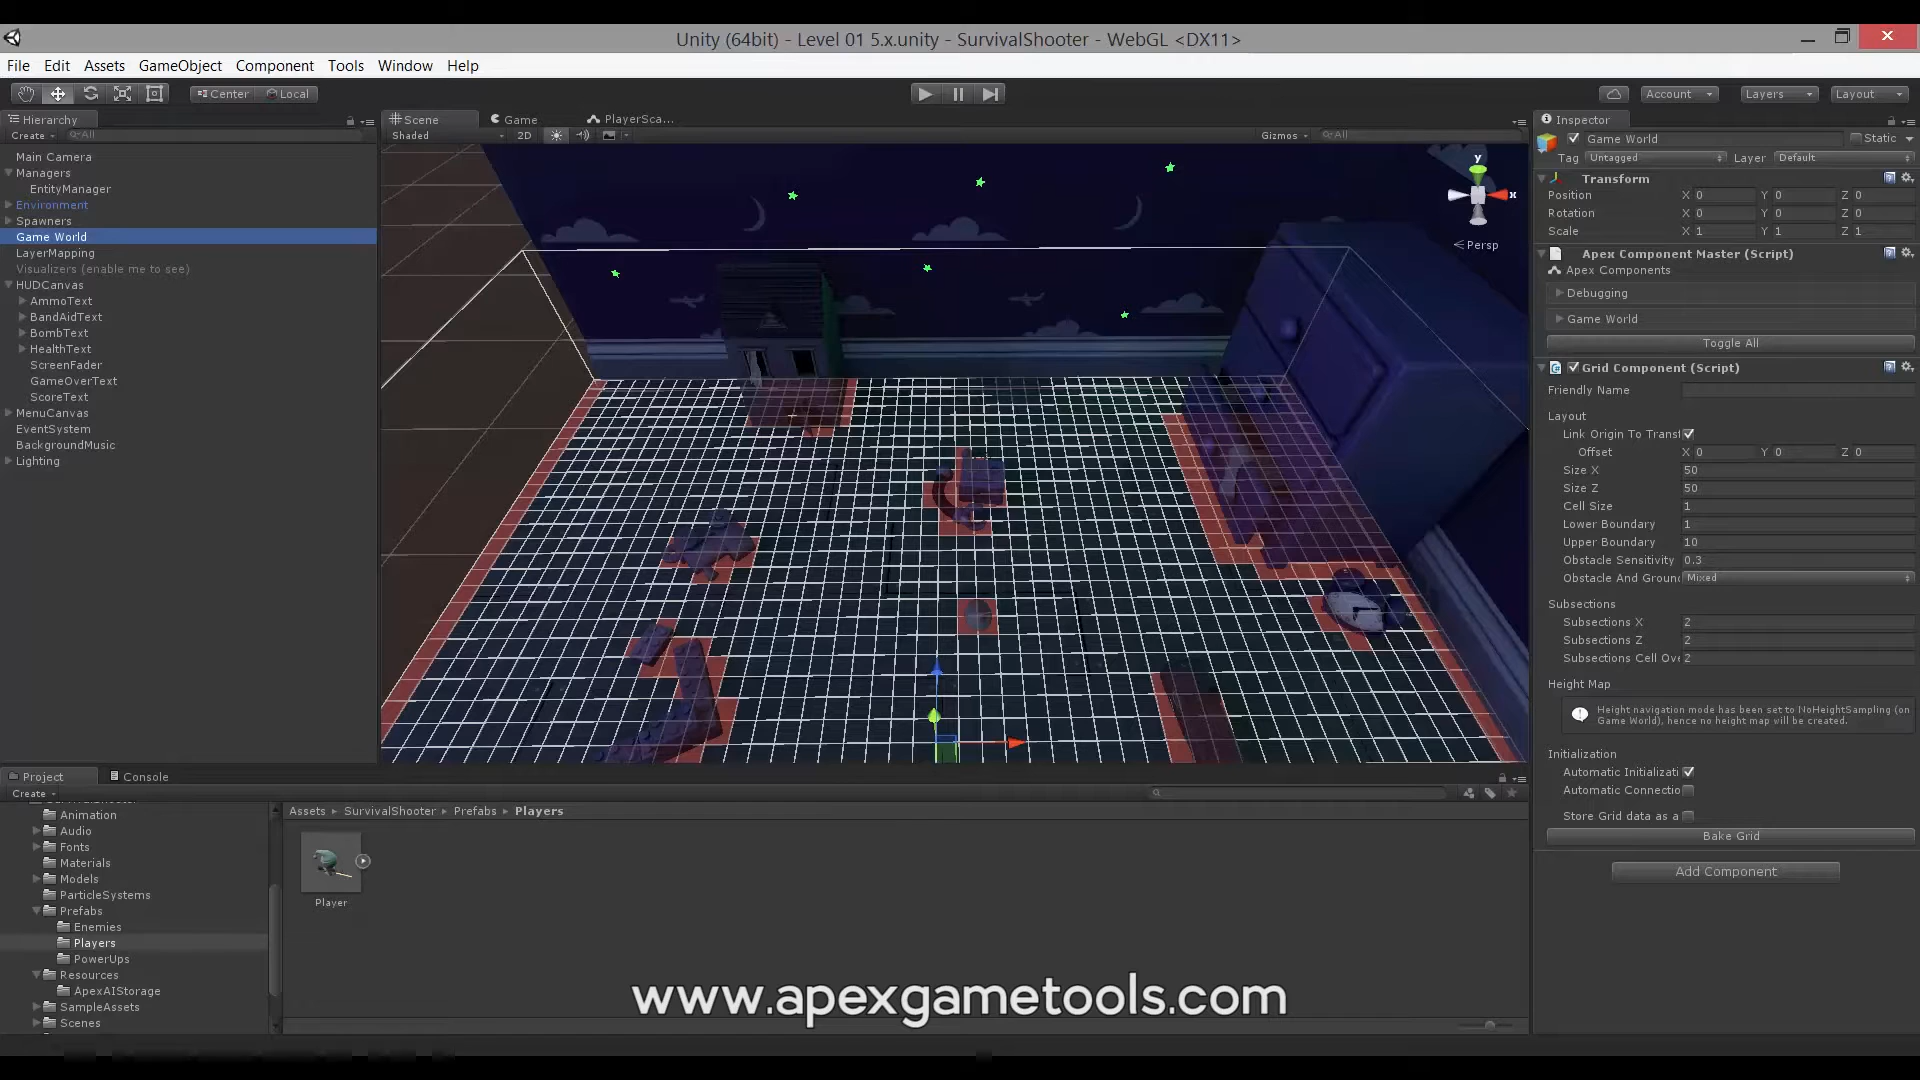 Unity (64bit) - Level 01 5.x.unity - SurvivalShooter - WebGL <DX11>
File Edit Assets GameObject Component Tools Window Help
Center Local Account Layers Layout
Hierarchy
Create All
Main Camera
Managers
EntityManager
Environment
Spawners
Game World
LayerMapping
Visualizers (enable me to see)
HUDCanvas
AmmoText
BandAidText
BombText
HealthText
ScreenFader
GameOverText
ScoreText
MenuCanvas
EventSystem
BackgroundMusic
Lighting
Scene Game PlayerSca...
Shaded 2D Gizmos All
y
x
Persp
Inspector
Game World Static
Tag Untagged Layer Default
Transform
Position X 0 Y 0 Z 0
Rotation X 0 Y 0 Z 0
Scale X 1 Y 1 Z 1
Apex Component Master (Script)
Apex Components
Debugging
Game World
Toggle All
Grid Component (Script)
Friendly Name
Layout
Link Origin To Transf
Offset X 0 Y 0 Z 0
Size X 50
Size Z 50
Cell Size 1
Lower Boundary 1
Upper Boundary 10
Obstacle Sensitivity 0.3
Obstacle And Groun Mixed
Subsections
Subsections X 2
Subsections Z 2
Subsections Cell Ove 2
Height Map
Height navigation mode has been set to NoHeightSampling (on
Game World), hence no height map will be created.
Initialization
Automatic Initializati
Automatic Connectio
Store Grid data as a
Bake Grid
Add Component
Project Console
Create
Animation
Audio
Fonts
Materials
Models
ParticleSystems
Prefabs
Enemies
Players
PowerUps
Resources
ApexAIStorage
SampleAssets
Scenes
Assets SurvivalShooter Prefabs Players
Player
www.apexgametools.com